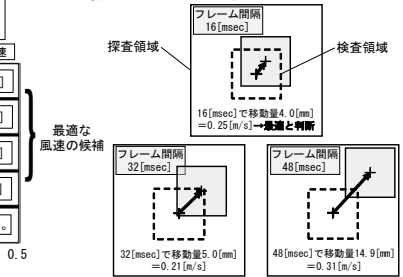 フレーム間隔
16[msec]
探査領域
検査領域
速
16[msec]で移動量4.0[mm]
=0.25[m/s]→最適と判断
最適な
風速の候補
フレーム間隔
32[msec]
フレーム間隔
48[msec]
。
0.5
32[msec]で移動量5.0[mm]
=0.21[m/s]
48[msec]で移動量14.9[mm]
=0.31[m/s]